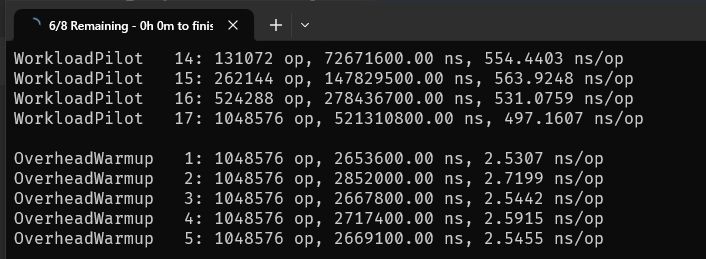 6/8 Remaining - 0h 0m to finis
WorkloadPilot   14: 131072 op, 72671600.00 ns, 554.4403 ns/op
WorkloadPilot   15: 262144 op, 147829500.00 ns, 563.9248 ns/op
WorkloadPilot   16: 524288 op, 278436700.00 ns, 531.0759 ns/op
WorkloadPilot   17: 1048576 op, 521310800.00 ns, 497.1607 ns/op
OverheadWarmup   1: 1048576 op, 2653600.00 ns, 2.5307 ns/op
OverheadWarmup   2: 1048576 op, 2852000.00 ns, 2.7199 ns/op
OverheadWarmup   3: 1048576 op, 2667800.00 ns, 2.5442 ns/op
OverheadWarmup   4: 1048576 op, 2717400.00 ns, 2.5915 ns/op
OverheadWarmup   5: 1048576 op, 2669100.00 ns, 2.5455 ns/op